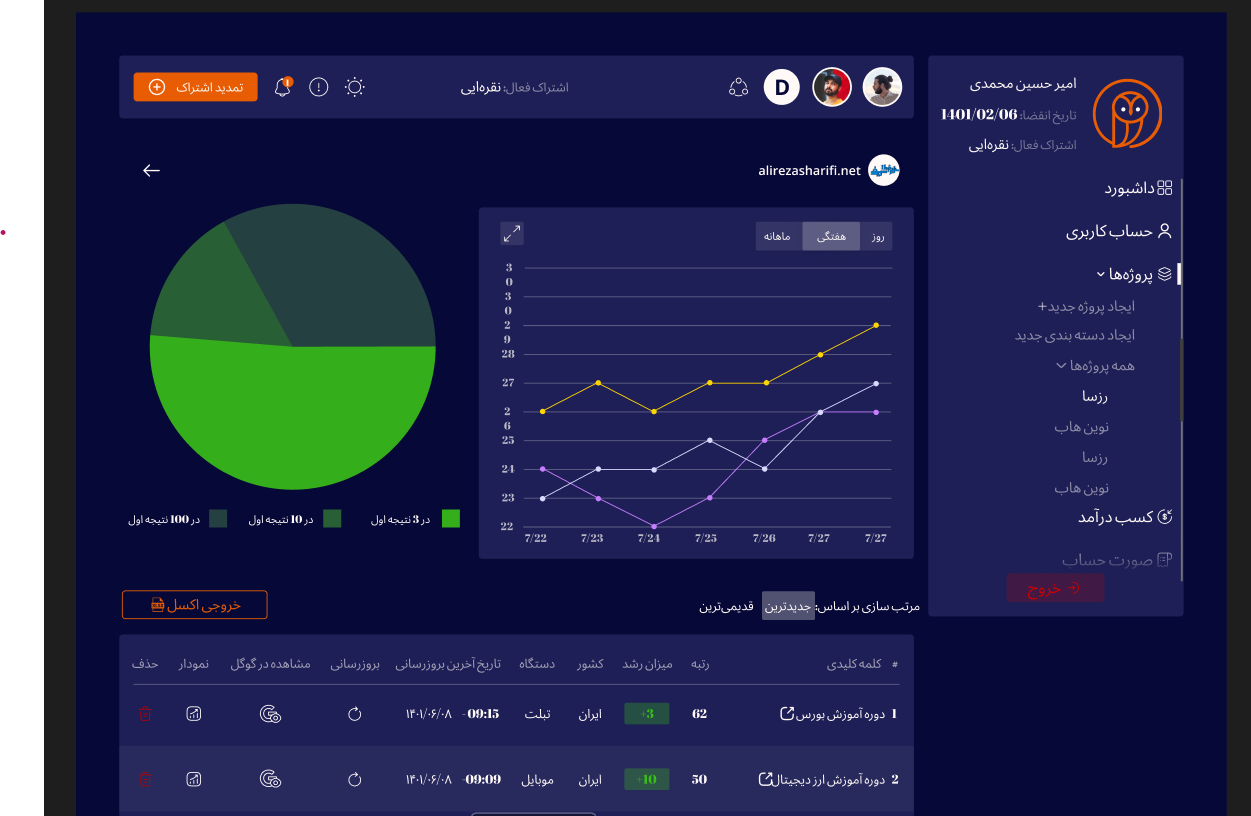 امیر حسین محمدی
تاریخ انقضا: 1401/02/06
اشتراک فعال: نقره‌ایی
داشبورد
حساب کاربری
پروژه‌ها
ایجاد پروژه جدید+
ایجاد دسته بندی جدید
همه پروژه‌ها
رزسا
نوین هاب
رزسا
نوین هاب
کسب درآمد
صورت حساب
خروج
D
اشتراک فعال: نقره‌ایی
1
تمدید اشتراک
alirezasharifi.net
روز
هفتگی
ماهانه
3
0
3
0
2
9
28
27
2
6
25
24
23
22
7/22 7/23 7/24 7/25 7/26 7/27 7/27
در 3 نتیجه اول
در 10 نتیجه اول
در 100 نتیجه اول
مرتب سازی بر اساس: جدیدترین قدیمی‌ترین
خروجی اکسل
# کلمه کلیدی رتبه میزان رشد کشور دستگاه تاریخ آخرین بروزرسانی بروزرسانی مشاهده در گوگل نمودار حذف
1 دوره آموزش بورس 62 +3 ایران تبلت 09:15 - ۱۴۰۱/۰۶/۰۸
2 دوره آموزش ارز دیجیتال 50 +10 ایران موبایل 09:09- ۱۴۰۱/۰۶/۰۸